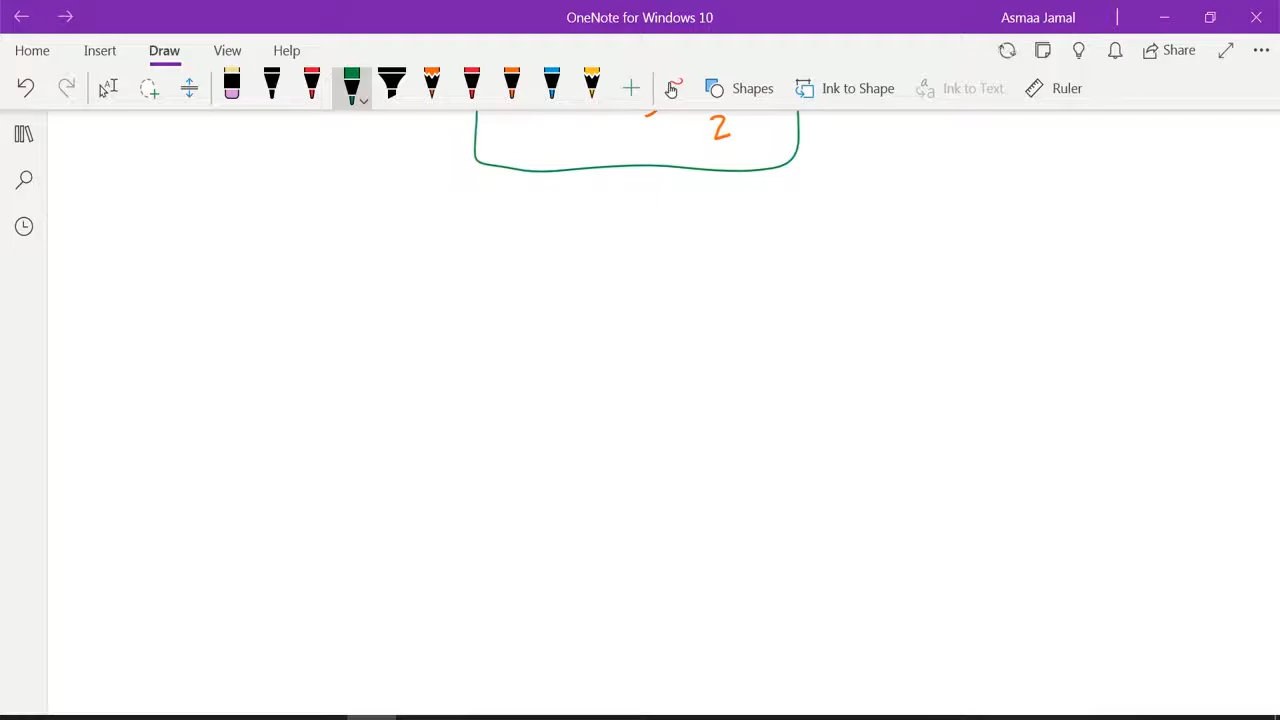 OneNote for Windows 10
Asmaa Jamal
Home Insert Draw View Help Share
Shapes Ink to Shape Ink to Text Ruler
2